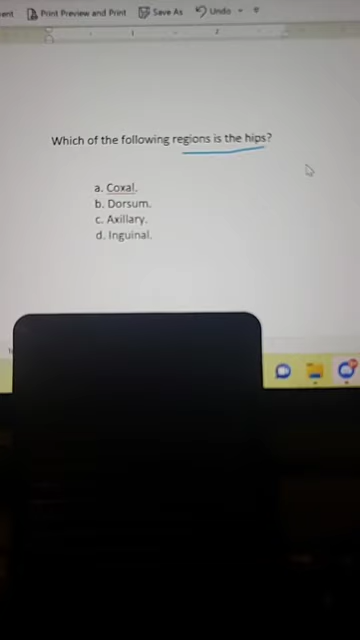 Print Preview and Print Save As Undo
Which of the following regions is the hips?
a. Coxal.
b. Dorsum.
c. Axillary.
d. Inguinal.